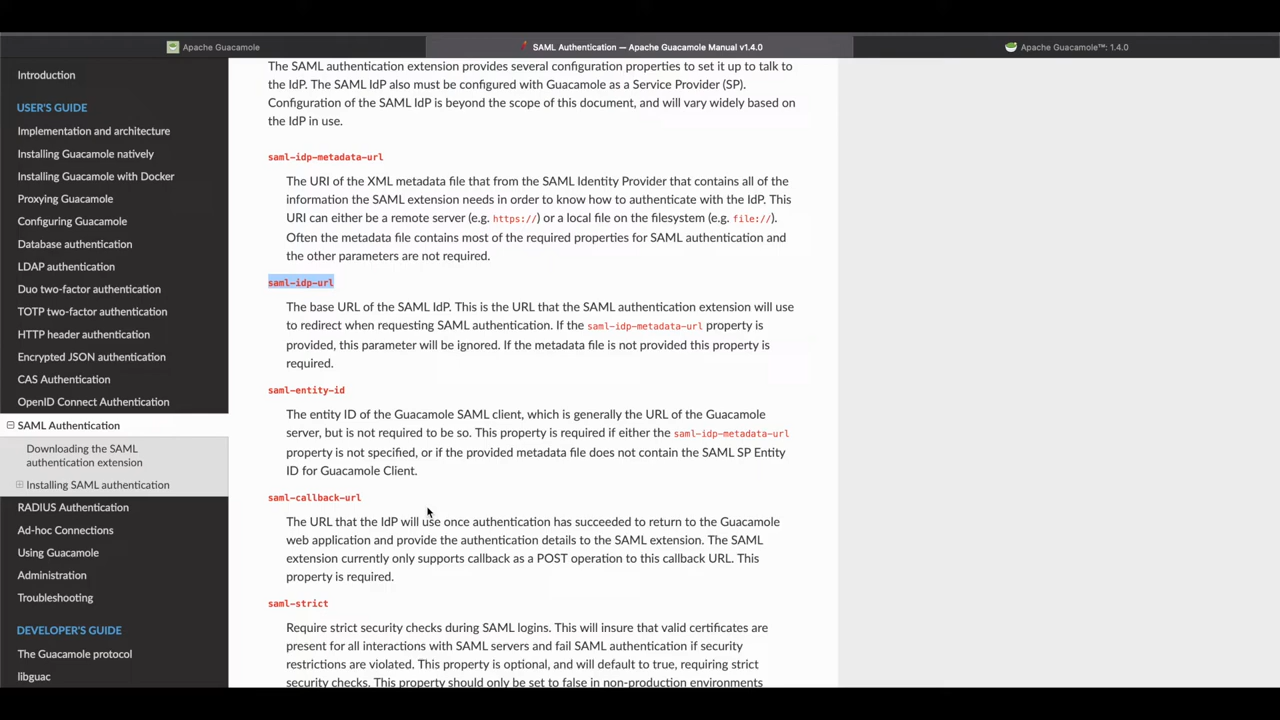 Apache Guacamole
SAML Authentication — Apache Guacamole Manual v1.4.0
Apache Guacamole™: 1.4.0
Introduction
USER'S GUIDE
Implementation and architecture
Installing Guacamole natively
Installing Guacamole with Docker
Proxying Guacamole
Configuring Guacamole
Database authentication
LDAP authentication
Duo two-factor authentication
TOTP two-factor authentication
HTTP header authentication
Encrypted JSON authentication
CAS Authentication
OpenID Connect Authentication
SAML Authentication
Downloading the SAML
authentication extension
Installing SAML authentication
RADIUS Authentication
Ad-hoc Connections
Using Guacamole
Administration
Troubleshooting
DEVELOPER'S GUIDE
The Guacamole protocol
libguac
The SAML authentication extension provides several configuration properties to set it up to talk to
the IdP. The SAML IdP also must be configured with Guacamole as a Service Provider (SP).
Configuration of the SAML IdP is beyond the scope of this document, and will vary widely based on
the IdP in use.
saml-idp-metadata-url
The URI of the XML metadata file that from the SAML Identity Provider that contains all of the
information the SAML extension needs in order to know how to authenticate with the IdP. This
URI can either be a remote server (e.g. https://) or a local file on the filesystem (e.g. file://).
Often the metadata file contains most of the required properties for SAML authentication and
the other parameters are not required.
saml-idp-url
The base URL of the SAML IdP. This is the URL that the SAML authentication extension will use
to redirect when requesting SAML authentication. If the saml-idp-metadata-url property is
provided, this parameter will be ignored. If the metadata file is not provided this property is
required.
saml-entity-id
The entity ID of the Guacamole SAML client, which is generally the URL of the Guacamole
server, but is not required to be so. This property is required if either the saml-idp-metadata-url
property is not specified, or if the provided metadata file does not contain the SAML SP Entity
ID for Guacamole Client.
saml-callback-url
The URL that the IdP will use once authentication has succeeded to return to the Guacamole
web application and provide the authentication details to the SAML extension. The SAML
extension currently only supports callback as a POST operation to this callback URL. This
property is required.
saml-strict
Require strict security checks during SAML logins. This will insure that valid certificates are
present for all interactions with SAML servers and fail SAML authentication if security
restrictions are violated. This property is optional, and will default to true, requiring strict
security checks. This property should only be set to false in non-production environments